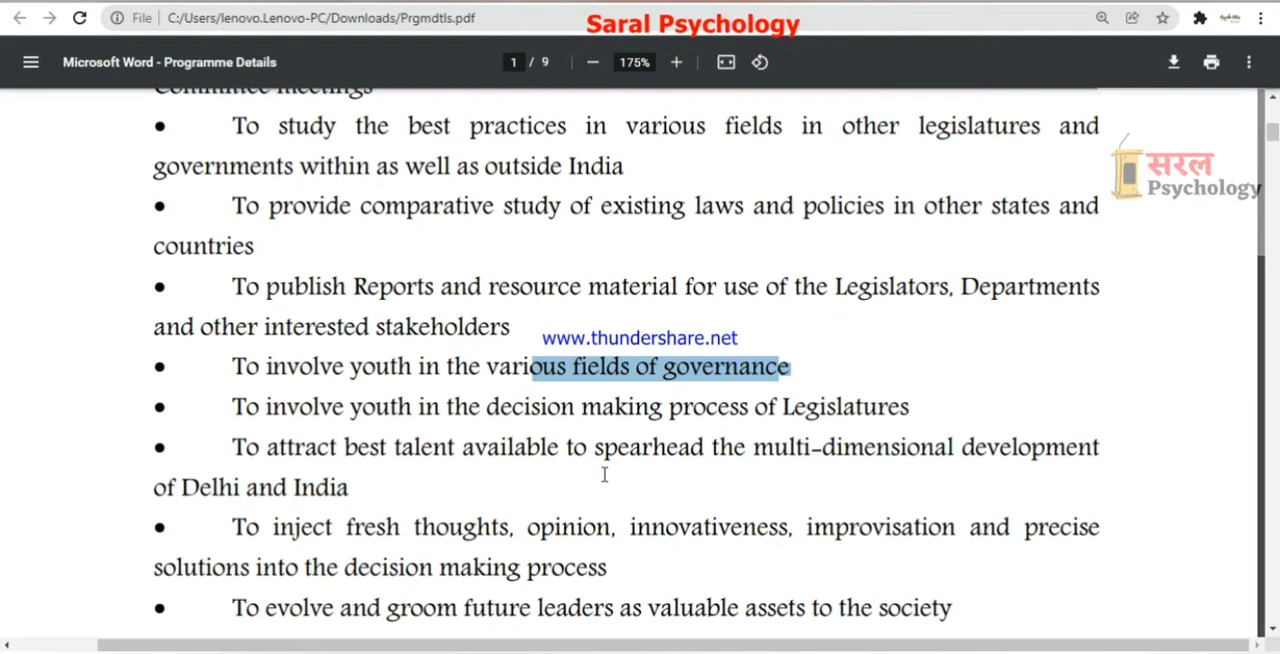 File | C:/Users/lenovo.Lenovo-PC/Downloads/Prgmdtls.pdf
Saral Psychology
Microsoft Word - Programme Details
1 / 9
175%
Committee meetings
• To study the best practices in various fields in other legislatures and
governments within as well as outside India
सरल
Psychology
• To provide comparative study of existing laws and policies in other states and
countries
• To publish Reports and resource material for use of the Legislators, Departments
and other interested stakeholders
www.thundershare.net
• To involve youth in the various fields of governance
• To involve youth in the decision making process of Legislatures
• To attract best talent available to spearhead the multi-dimensional development
of Delhi and India
• To inject fresh thoughts, opinion, innovativeness, improvisation and precise
solutions into the decision making process
• To evolve and groom future leaders as valuable assets to the society